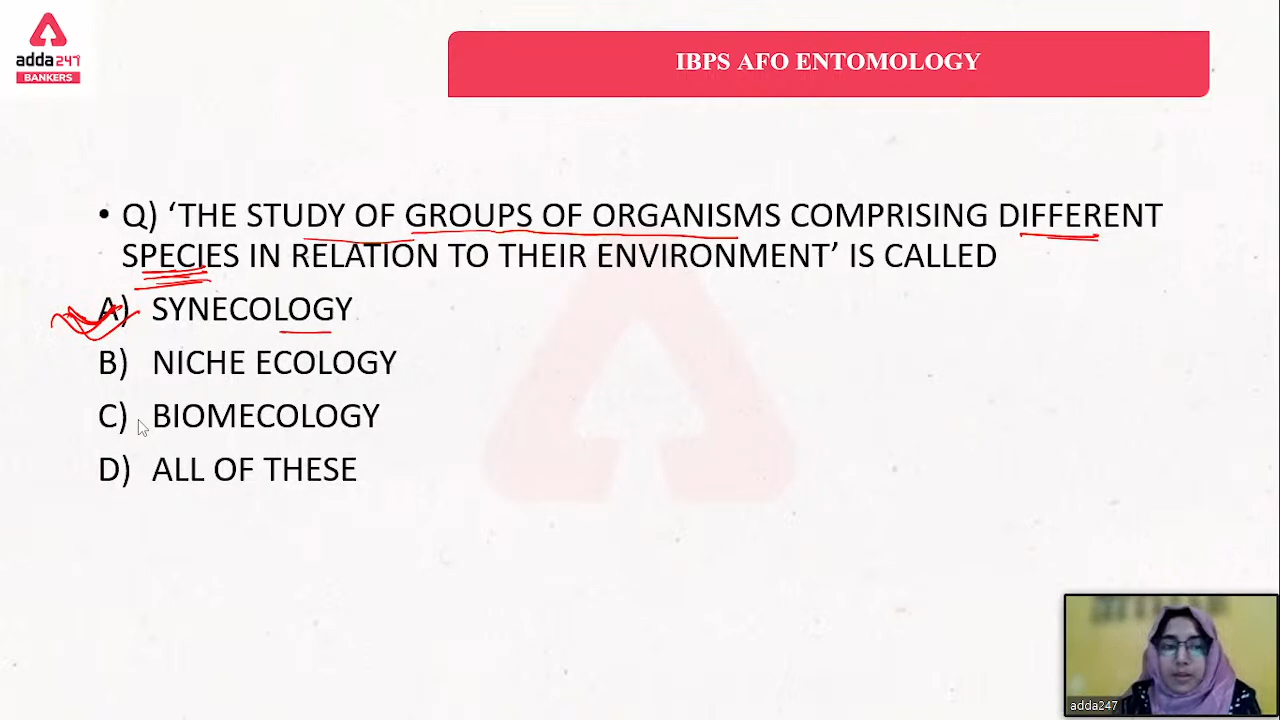 adda247
BANKERS
IBPS AFO ENTOMOLOGY
• Q) ‘THE STUDY OF GROUPS OF ORGANISMS COMPRISING DIFFERENT
SPECIES IN RELATION TO THEIR ENVIRONMENT’ IS CALLED
A) SYNECOLOGY
B) NICHE ECOLOGY
C) BIOMECOLOGY
D) ALL OF THESE
adda247